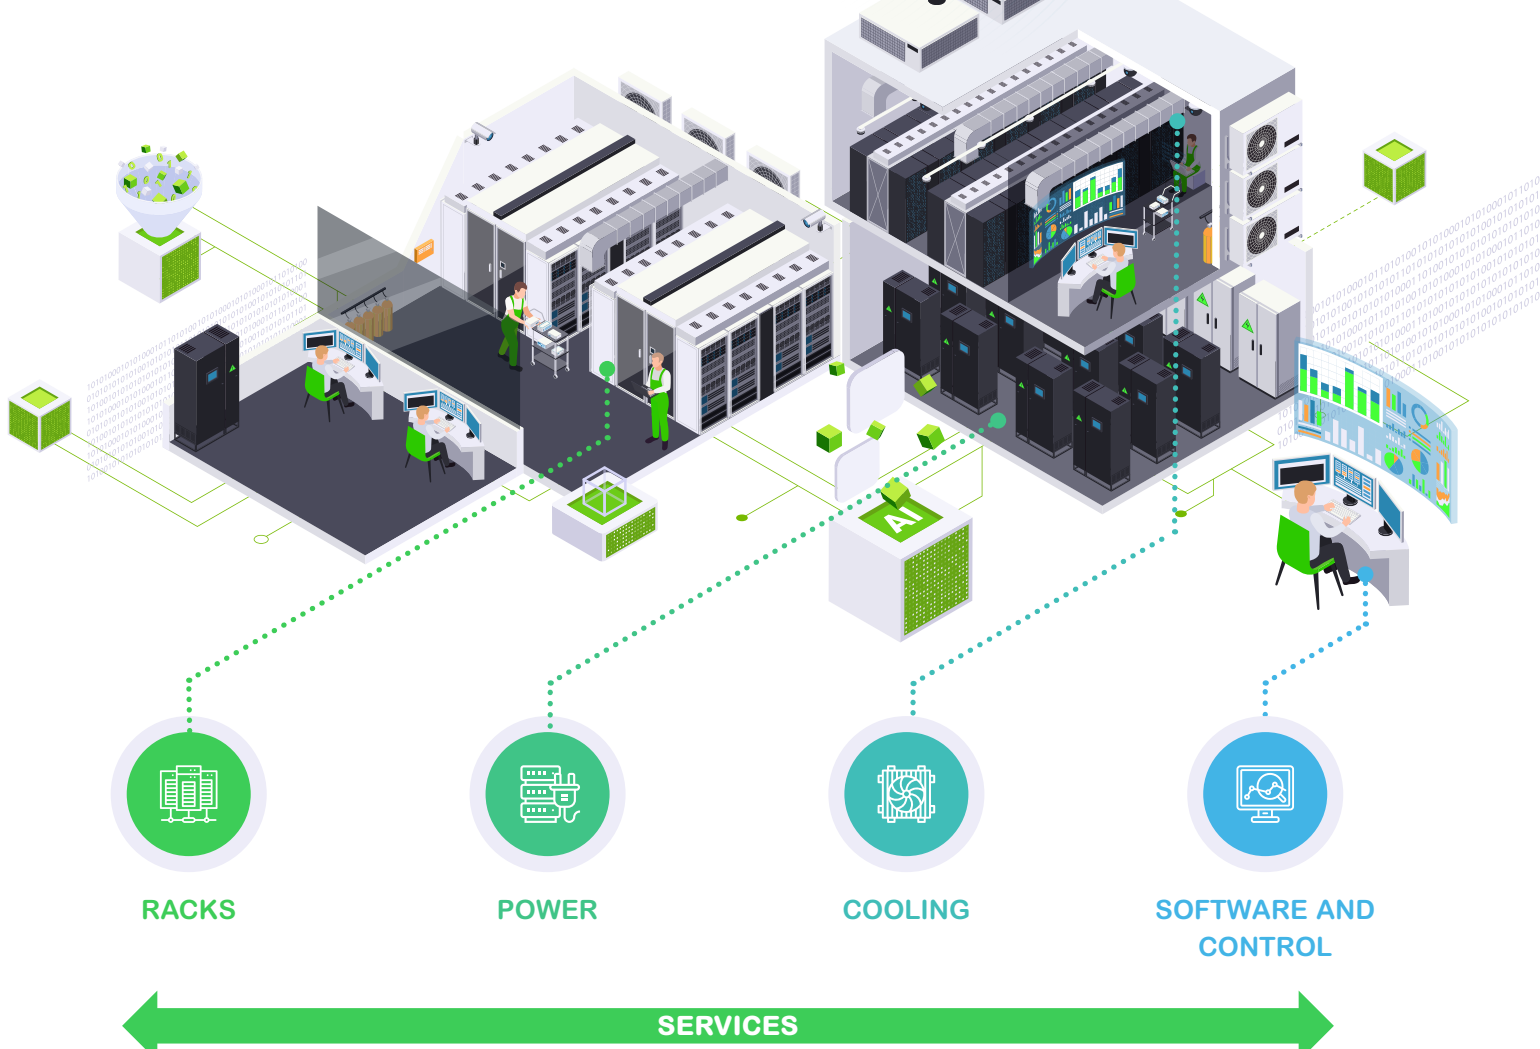 AI
RACKS
POWER
COOLING
SOFTWARE AND
CONTROL
SERVICES